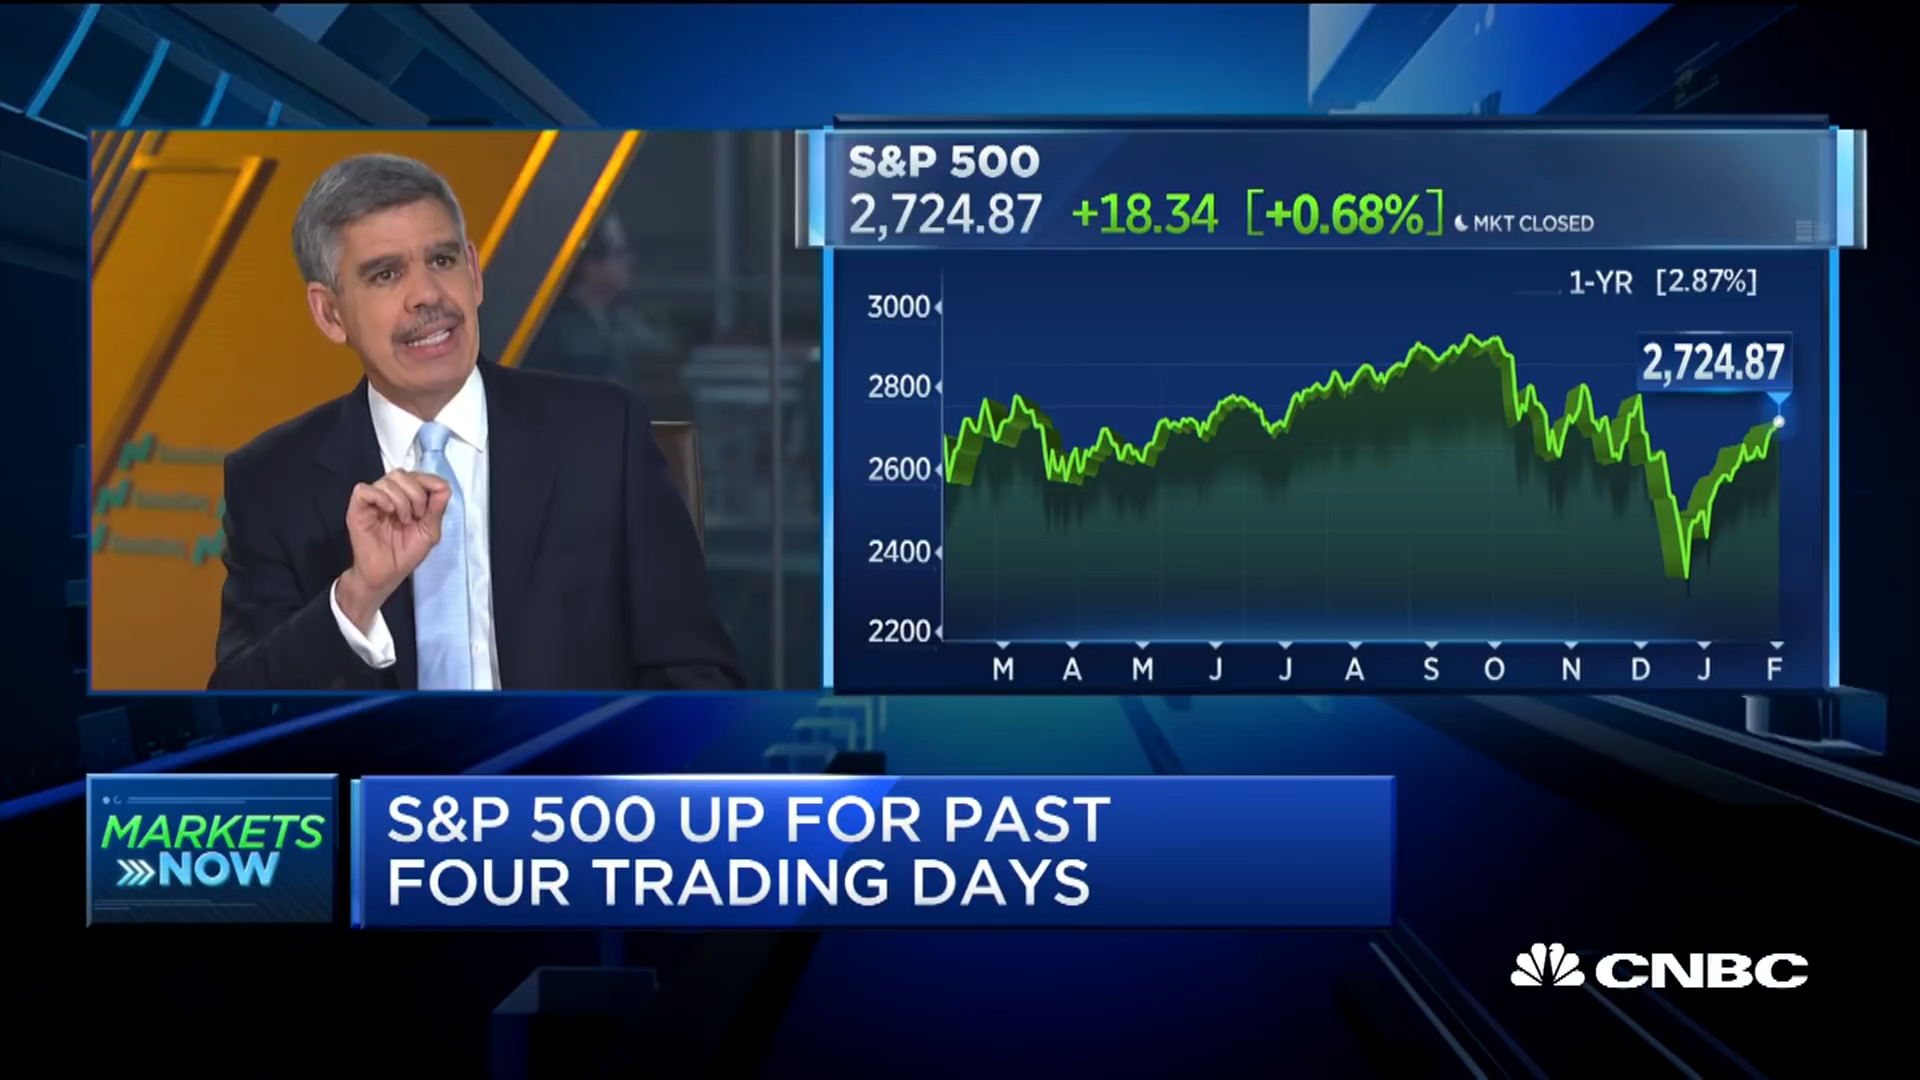 S&P 500
2,724.87 +18.34 [+0.68%] MKT CLOSED
1-YR [2.87%]
3000
2,724.87
2800
2600
2400
2200
M A M J J A S O N D J F
MARKETS
NOW
S&P 500 UP FOR PAST
FOUR TRADING DAYS
CNBC